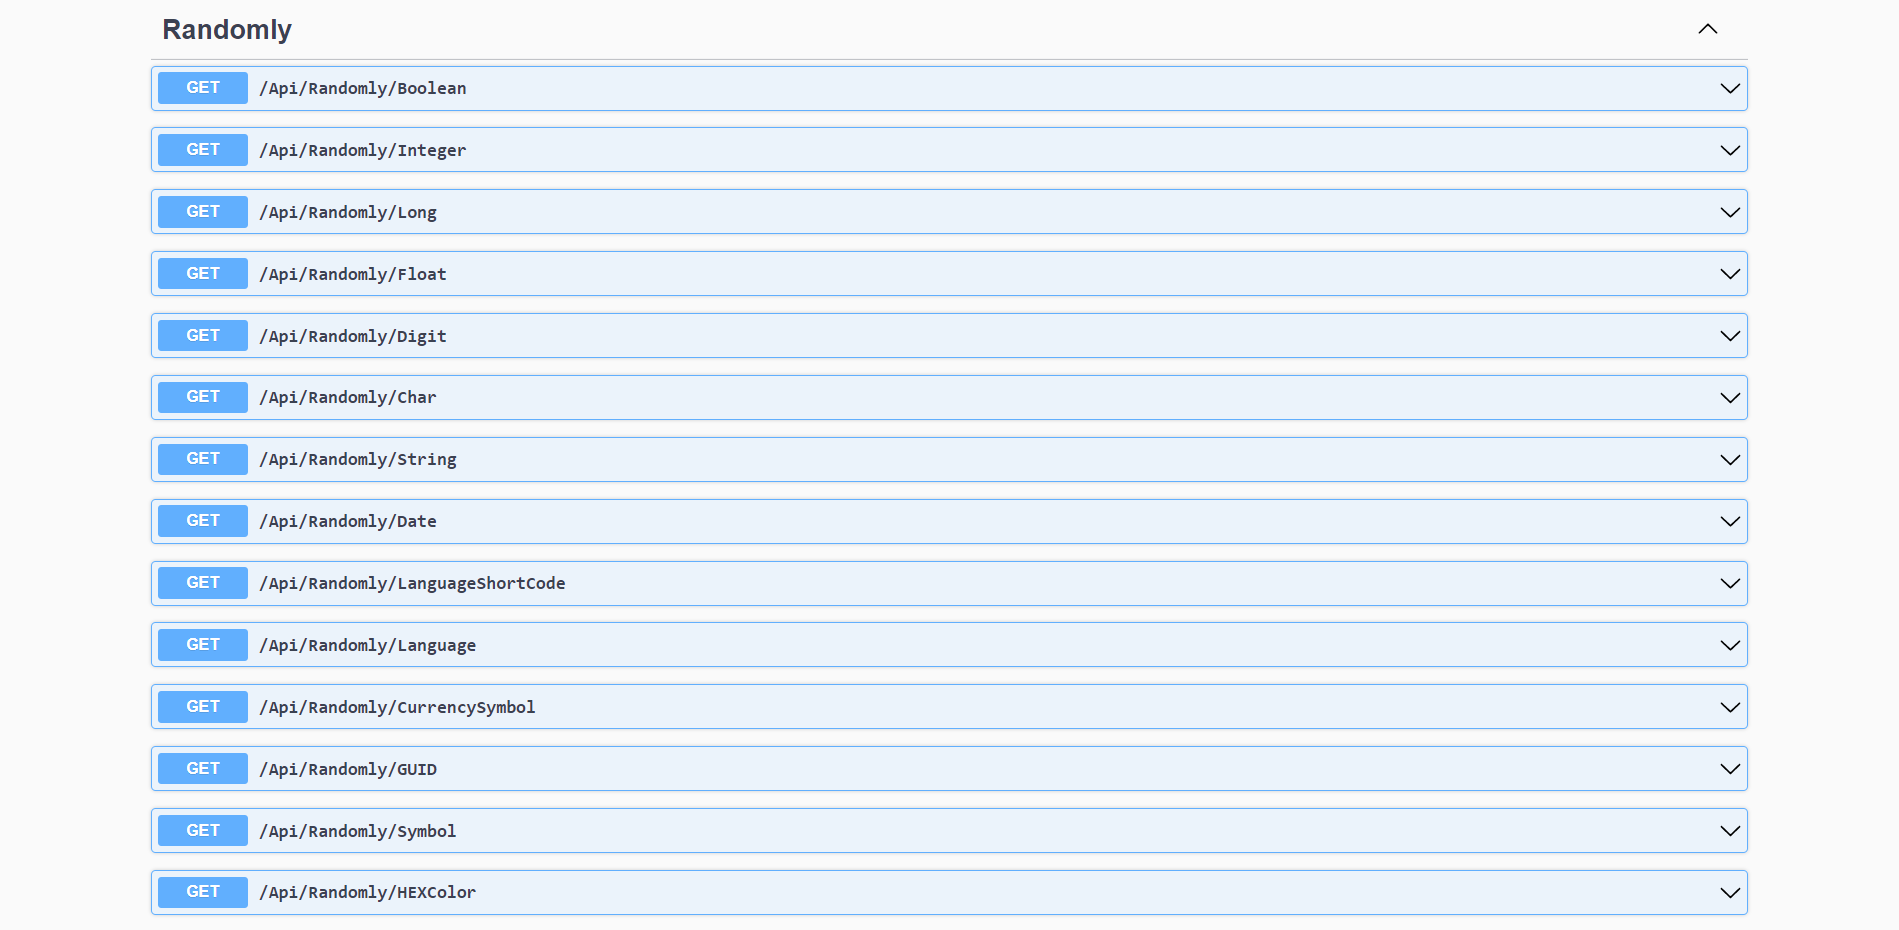 Randomly
GET /Api/Randomly/Boolean
GET /Api/Randomly/Integer
GET /Api/Randomly/Long
GET /Api/Randomly/Float
GET /Api/Randomly/Digit
GET /Api/Randomly/Char
GET /Api/Randomly/String
GET /Api/Randomly/Date
GET /Api/Randomly/LanguageShortCode
GET /Api/Randomly/Language
GET /Api/Randomly/CurrencySymbol
GET /Api/Randomly/GUID
GET /Api/Randomly/Symbol
GET /Api/Randomly/HEXColor